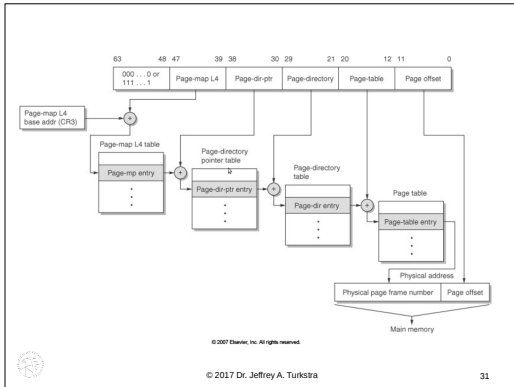 63 48 47 39 38 30 29 21 20 12 11 0
000 . . . 0 or
111 . . . 1
Page-map L4
Page-dir-ptr
Page-directory
Page-table
Page offset
Page-map L4
base addr (CR3)
+
Page-map L4 table
Page-mp entry
+
Page-directory
pointer table
Page-dir-ptr entry
+
Page-directory
table
Page-dir entry
+
Page table
Page-table entry
Physical address
Physical page frame number
Page offset
Main memory
© 2007 Elsevier, Inc. All rights reserved.
© 2017 Dr. Jeffrey A. Turkstra
31